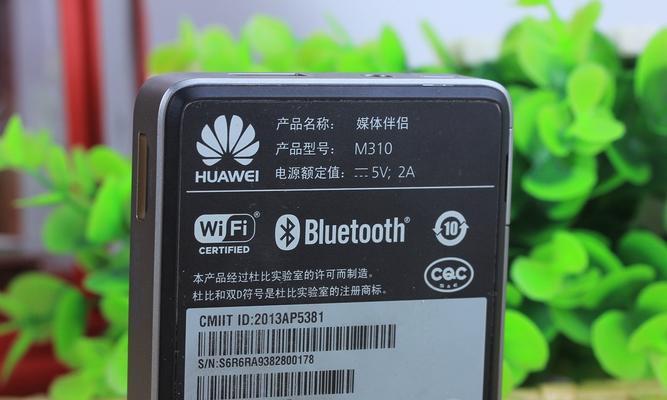 产品名称: 媒体伴侣
产品型号: M310
电源额定值: ⎓5V; 2A
HUAWEI
Wi Fi®
CERTIFIED
Bluetooth®
10
CQC
S&E
本产品经过杜比实验室的许可而制造。
杜比和双D符号是杜比实验室的注册商标。
CMIIT ID:2013AP5381
S/N:S6R6RA9382800178